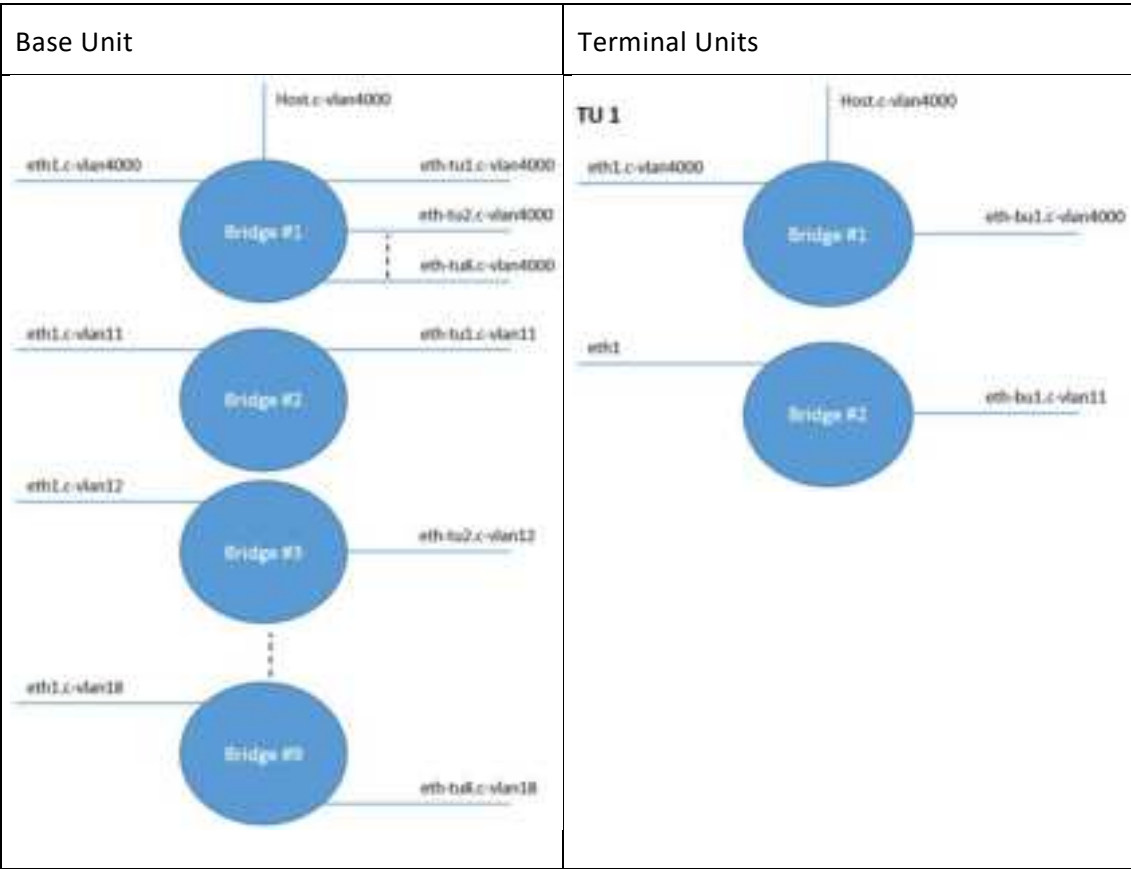 Base Unit
Host.c-vlan4000
eth1.c-vlan4000
eth-tu1.c-vlan4000
eth-tu2.c-vlan4000
Bridge #1
eth-tu8.c-vlan4000
eth1.c-vlan11
eth-tu1.c-vlan11
Bridge #2
eth1.c-vlan12
eth-tu2.c-vlan12
Bridge #3
eth1.c-vlan18
Bridge #9
eth-tu8.c-vlan18
Terminal Units
TU 1
Host.c-vlan4000
eth1.c-vlan4000
eth-bu1.c-vlan4000
Bridge #1
eth1
eth-bu1.c-vlan11
Bridge #2